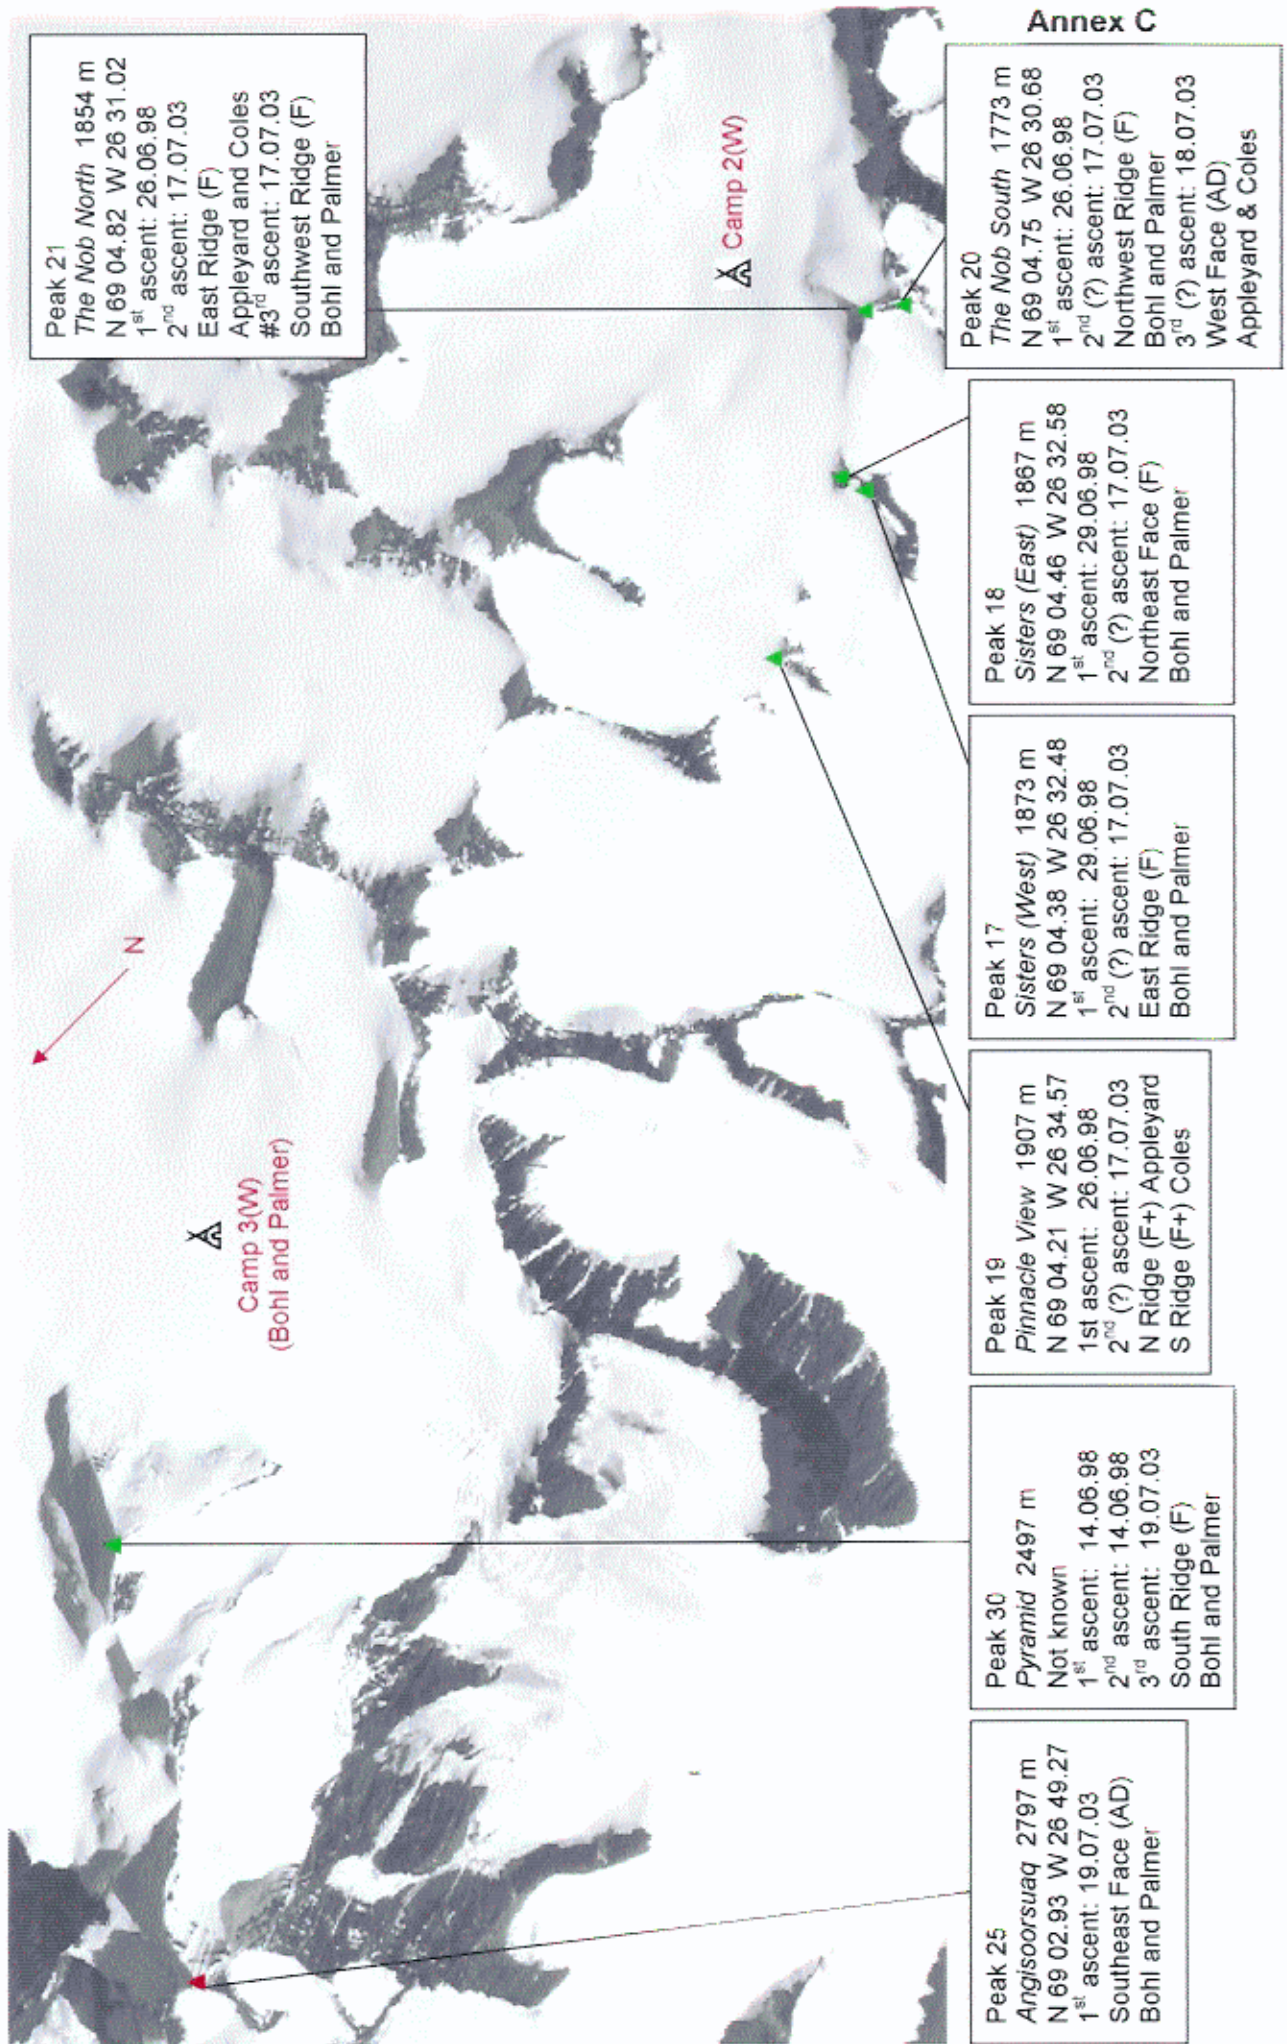 Annex C
Peak 21
The Nob North 1854 m
N 69 04.82 W 26 31.02
1st ascent: 26.06.98
2nd ascent: 17.07.03
East Ridge (F)
Appleyard and Coles
#3rd ascent: 17.07.03
Southwest Ridge (F)
Bohl and Palmer
N
Camp 3(W)
(Bohl and Palmer)
Camp 2(W)
Peak 25
Angisoorsuaq 2797 m
N 69 02.93 W 26 49.27
1st ascent: 19.07.03
Southeast Face (AD)
Bohl and Palmer
Peak 30
Pyramid 2497 m
Not known
1st ascent: 14.06.98
2nd ascent: 14.06.98
3rd ascent: 19.07.03
South Ridge (F)
Bohl and Palmer
Peak 19
Pinnacle View 1907 m
N 69 04.21 W 26 34.57
1st ascent: 26.06.98
2nd (?) ascent: 17.07.03
N Ridge (F+) Appleyard
S Ridge (F+) Coles
Peak 17
Sisters (West) 1873 m
N 69 04.38 W 26 32.48
1st ascent: 29.06.98
2nd (?) ascent: 17.07.03
East Ridge (F)
Bohl and Palmer
Peak 18
Sisters (East) 1867 m
N 69 04.46 W 26 32.58
1st ascent: 29.06.98
2nd (?) ascent: 17.07.03
Northeast Face (F)
Bohl and Palmer
Peak 20
The Nob South 1773 m
N 69 04.75 W 26 30.68
1st ascent: 26.06.98
2nd (?) ascent: 17.07.03
Northwest Ridge (F)
Bohl and Palmer
3rd (?) ascent: 18.07.03
West Face (AD)
Appleyard & Coles